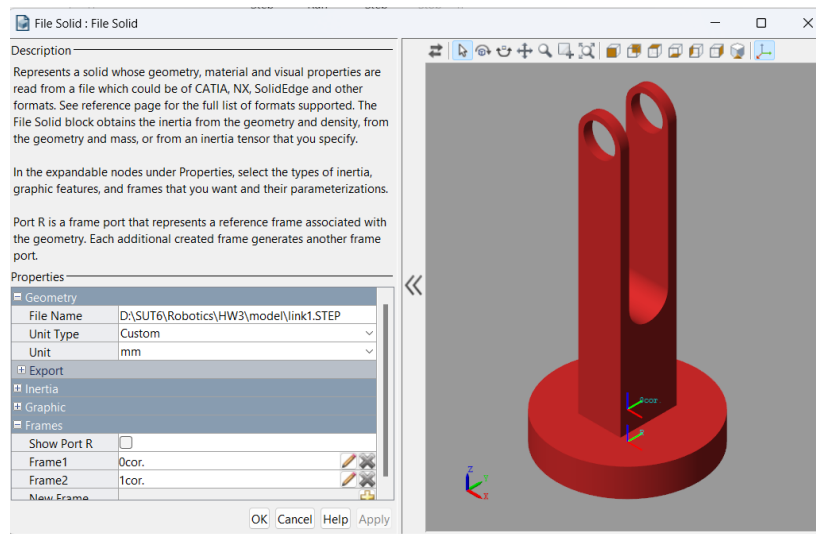 File Solid : File Solid
Description
Represents a solid whose geometry, material and visual properties are
read from a file which could be of CATIA, NX, SolidEdge and other
formats. See reference page for the full list of formats supported. The
File Solid block obtains the inertia from the geometry and density, from
the geometry and mass, or from an inertia tensor that you specify.
In the expandable nodes under Properties, select the types of inertia,
graphic features, and frames that you want and their parameterizations.
Port R is a frame port that represents a reference frame associated with
the geometry. Each additional created frame generates another frame
port.
Properties
Geometry
File Name D:\SUT6\Robotics\HW3\model\link1.STEP
Unit Type Custom
Unit mm
Export
Inertia
Graphic
Frames
Show Port R
Frame1 0cor.
Frame2 1cor.
New Frame
OK Cancel Help Apply
R
Z
Y
X